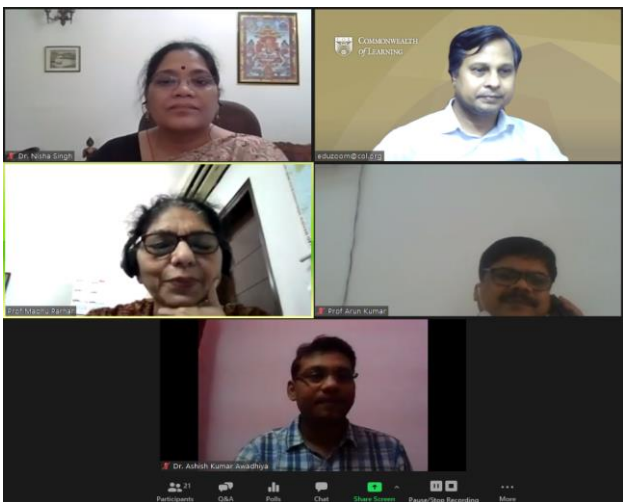 COMMONWEALTH
of LEARNING
Dr. Nisha Singh
eduzoom@col.org
Prof Madhu Parhar
Prof Arun Kumar
Dr. Ashish Kumar Awadhiya
21
Participants
Q&A
Polls
Chat
Share Screen
Pause/Stop Recording
More